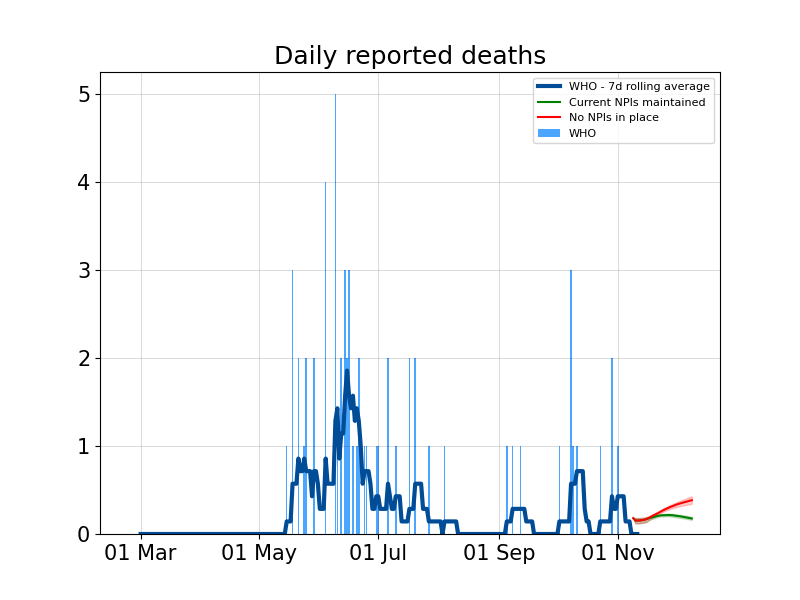 Daily reported deaths
WHO - 7d rolling average
Current NPIs maintained
No NPIs in place
WHO
5
4
3
2
1
0
01 Mar
01 May
01 Jul
01 Sep
01 Nov